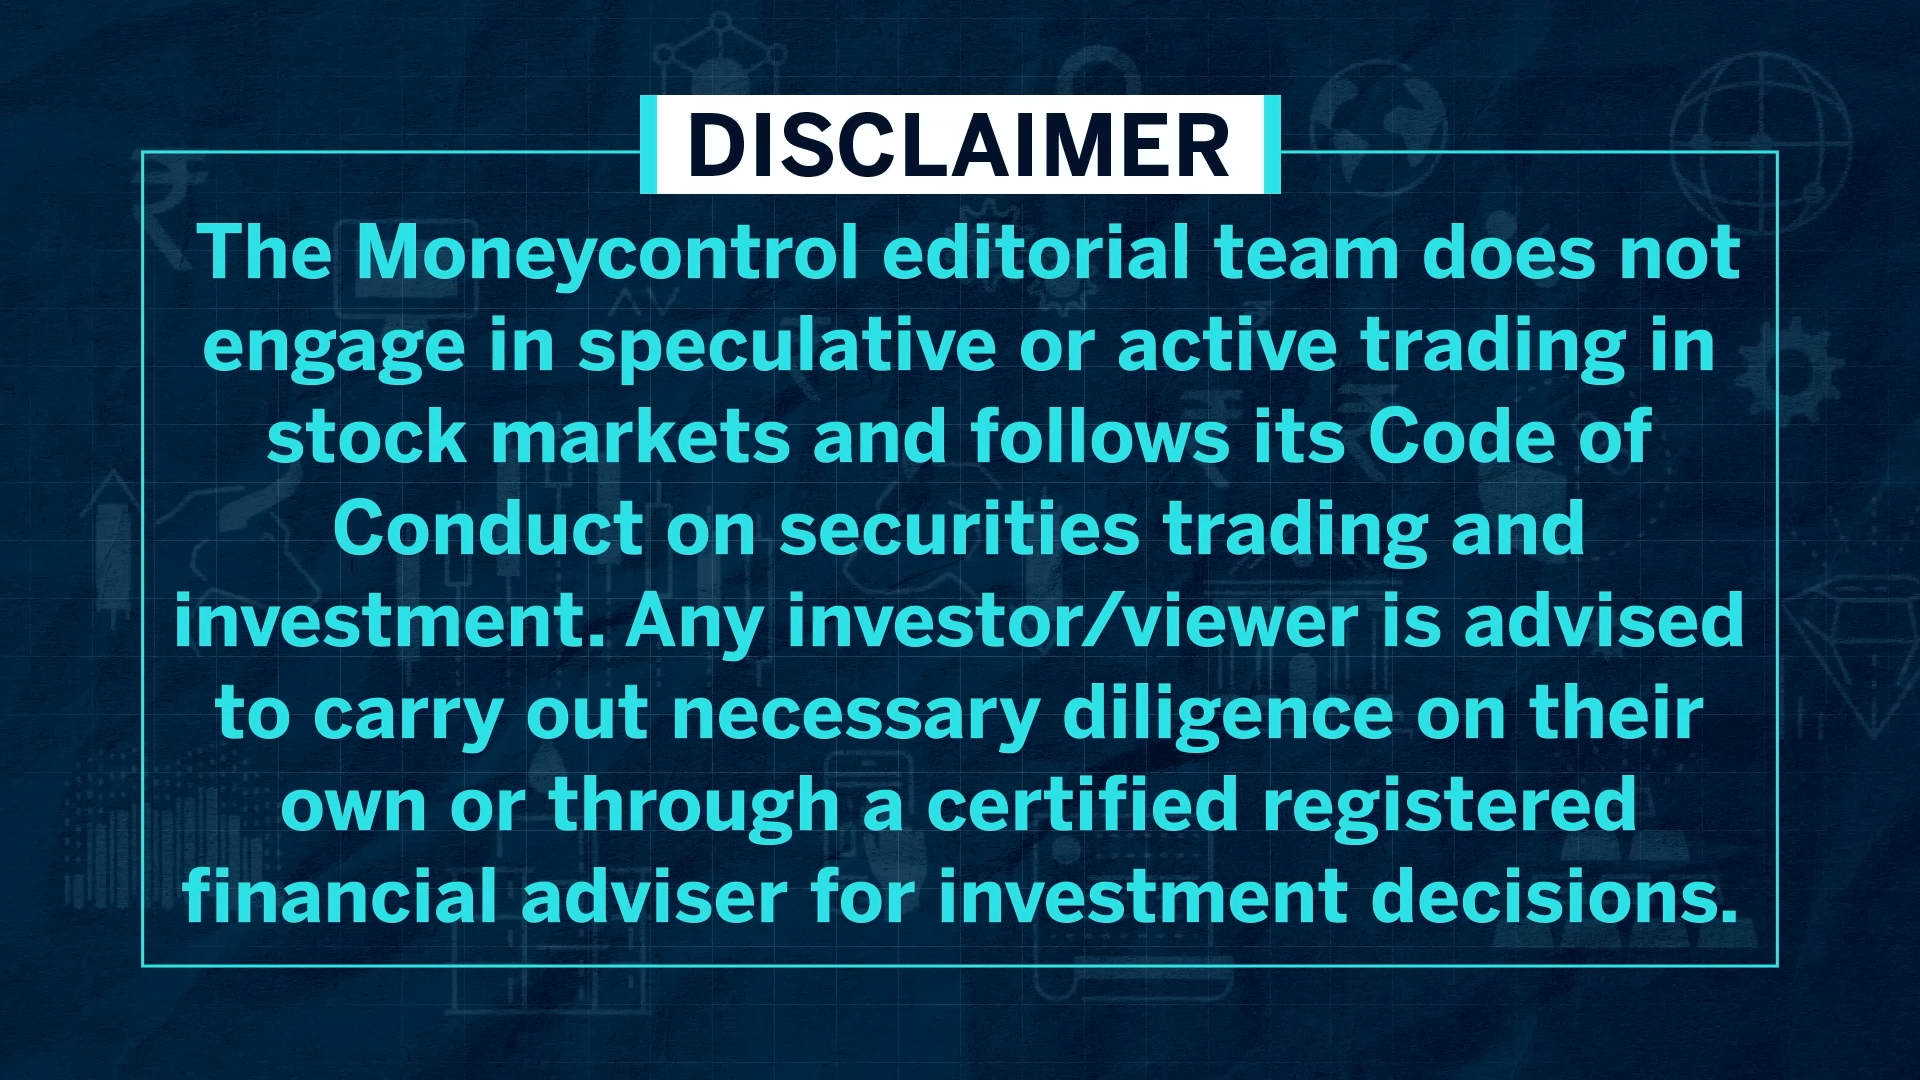 DISCLAIMER
The Moneycontrol editorial team does not
engage in speculative or active trading in
stock markets and follows its Code of
Conduct on securities trading and
investment. Any investor/viewer is advised
to carry out necessary diligence on their
own or through a certified registered
financial adviser for investment decisions.